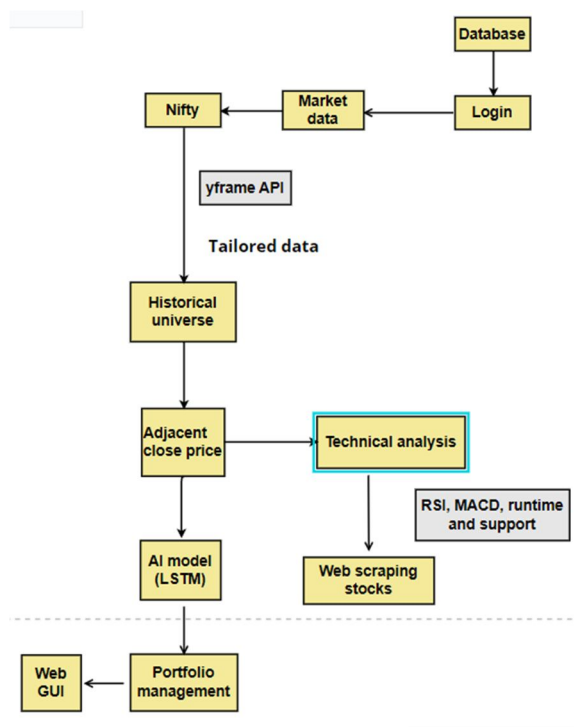 Database
Nifty
Market
data
Login
yframe API
Tailored data
Historical
universe
Adjacent
close price
Technical analysis
RSI, MACD, runtime
and support
AI model
(LSTM)
Web scraping
stocks
Web
GUI
Portfolio
management